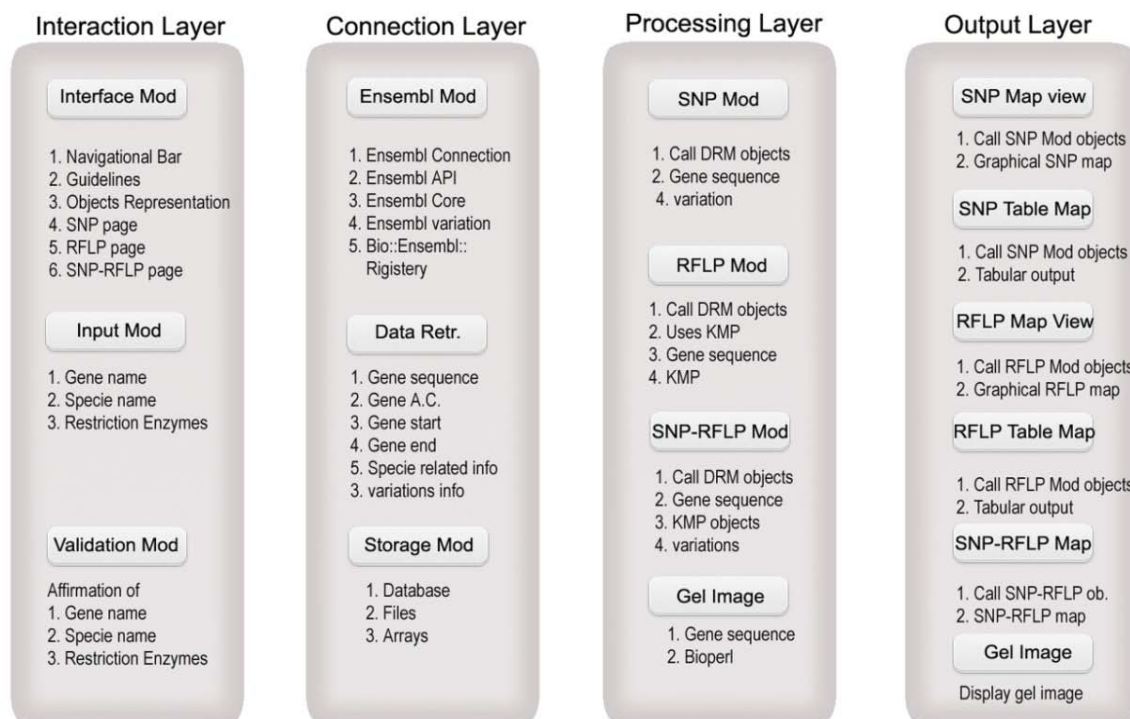 Interaction Layer
Interface Mod
1. Navigational Bar
2. Guidelines
3. Objects Representation
4. SNP page
5. RFLP page
6. SNP-RFLP page
Input Mod
1. Gene name
2. Specie name
3. Restriction Enzymes
Validation Mod
Affirmation of
1. Gene name
2. Specie name
3. Restriction Enzymes
Connection Layer
Ensembl Mod
1. Ensembl Connection
2. Ensembl API
3. Ensembl Core
4. Ensembl variation
5. Bio::Ensembl::
Rigistery
Data Retr.
1. Gene sequence
2. Gene A.C.
3. Gene start
4. Gene end
5. Specie related info
3. variations info
Storage Mod
1. Database
2. Files
3. Arrays
Processing Layer
SNP Mod
1. Call DRM objects
2. Gene sequence
4. variation
RFLP Mod
1. Call DRM objects
2. Uses KMP
3. Gene sequence
4. KMP
SNP-RFLP Mod
1. Call DRM objects
2. Gene sequence
3. KMP objects
4. variations
Gel Image
1. Gene sequence
2. Bioperl
Output Layer
SNP Map view
1. Call SNP Mod objects
2. Graphical SNP map
SNP Table Map
1. Call SNP Mod objects
2. Tabular output
RFLP Map View
1. Call RFLP Mod objects
2. Graphical RFLP map
RFLP Table Map
1. Call RFLP Mod objects
2. Tabular output
SNP-RFLP Map
1. Call SNP-RFLP ob.
2. SNP-RFLP map
Gel Image
Display gel image